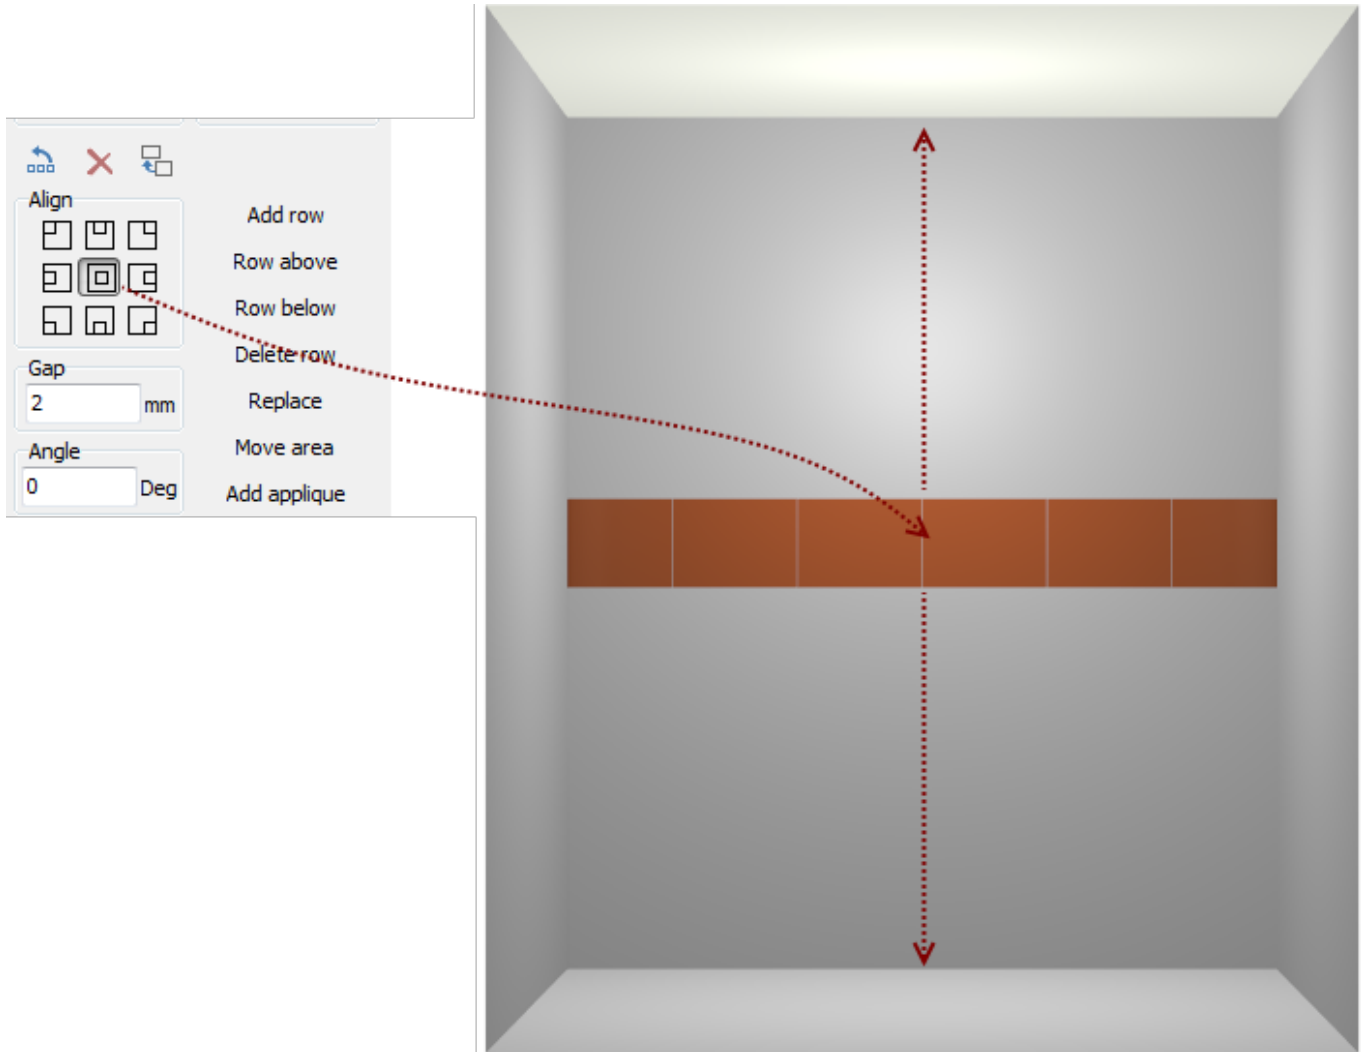 Align
Add row
Row above
Row below
Delete row
Gap
2 mm
Replace
Move area
Angle
0 Deg
Add applique